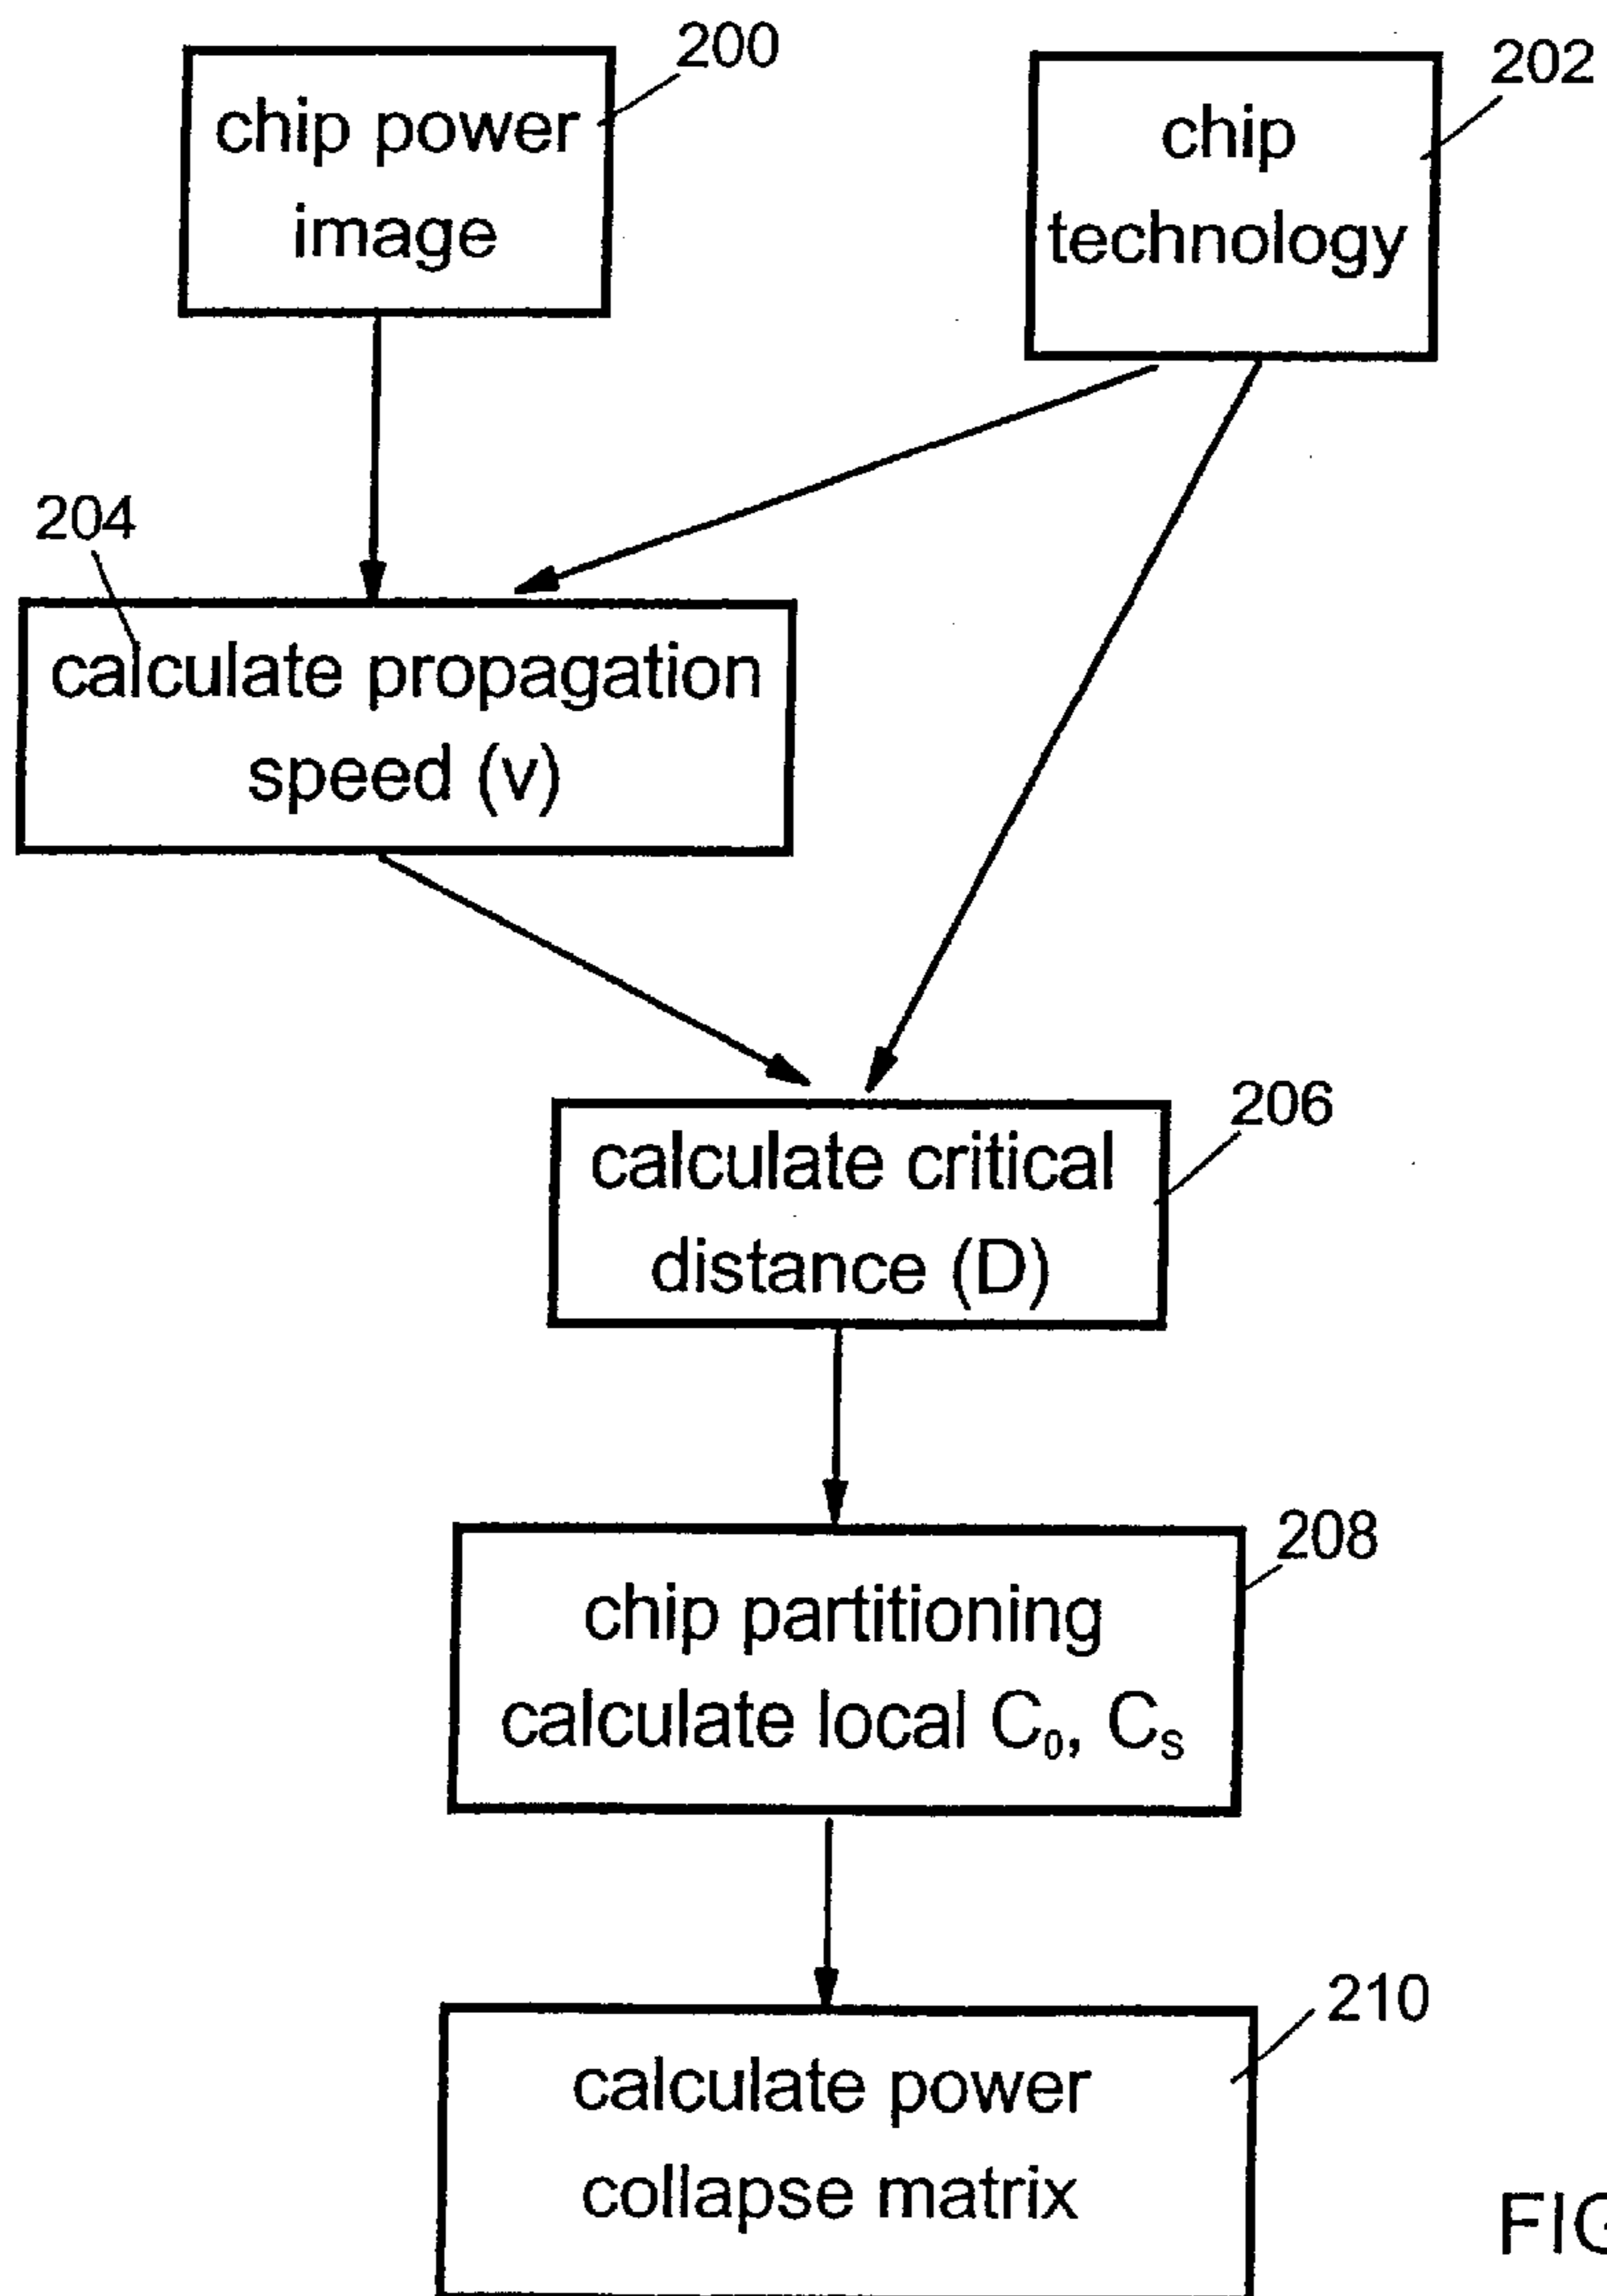 200
chip power
image
202
chip
technology
204
calculate propagation
speed (v)
206
calculate critical
distance (D)
208
chip partitioning
calculate local C₀, Cₛ
210
calculate power
collapse matrix